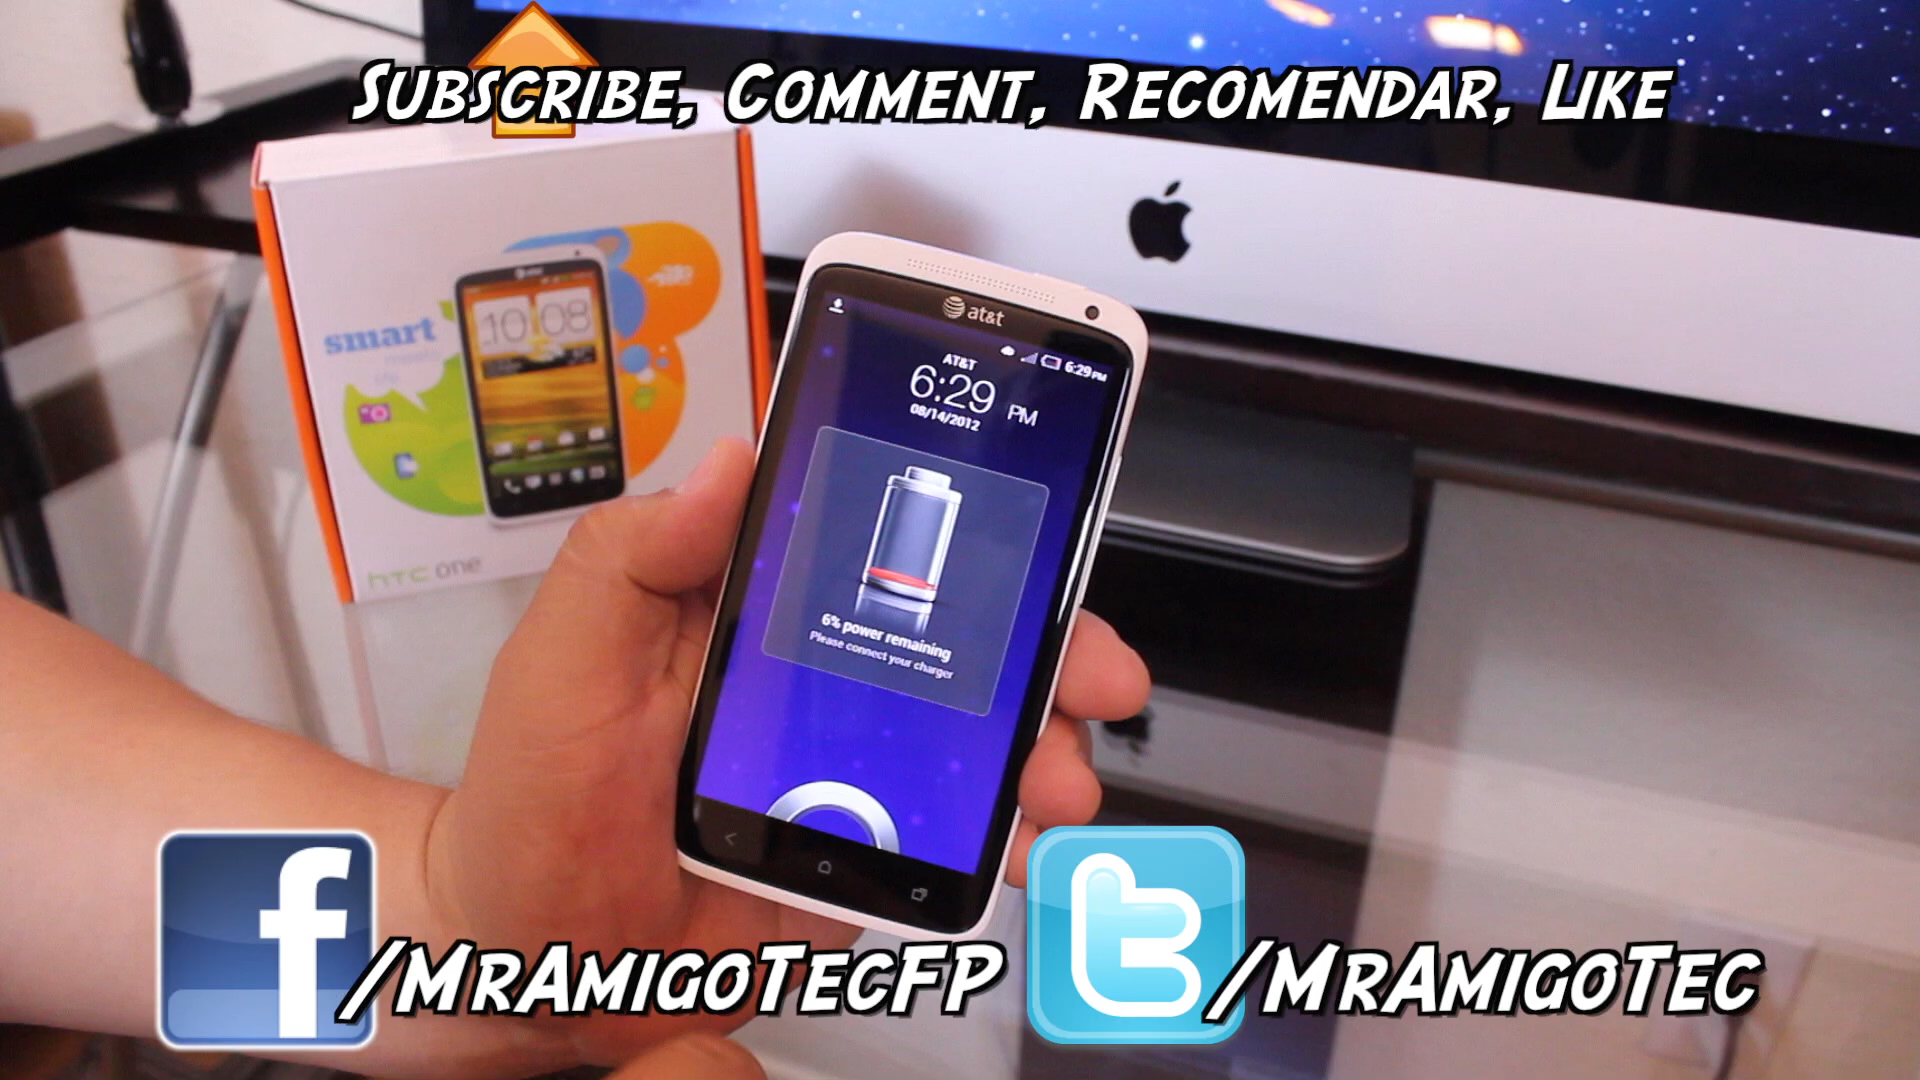 SUBSCRIBE, COMMENT, RECOMENDAR, LIKE
at&t
6:29 PM
AT&T
6:29 PM
08/14/2012
6% power remaining
Please connect your charger
at&t
10 08
smart
htc one
/MRAMIGOTECFP
/MRAMIGOTEC